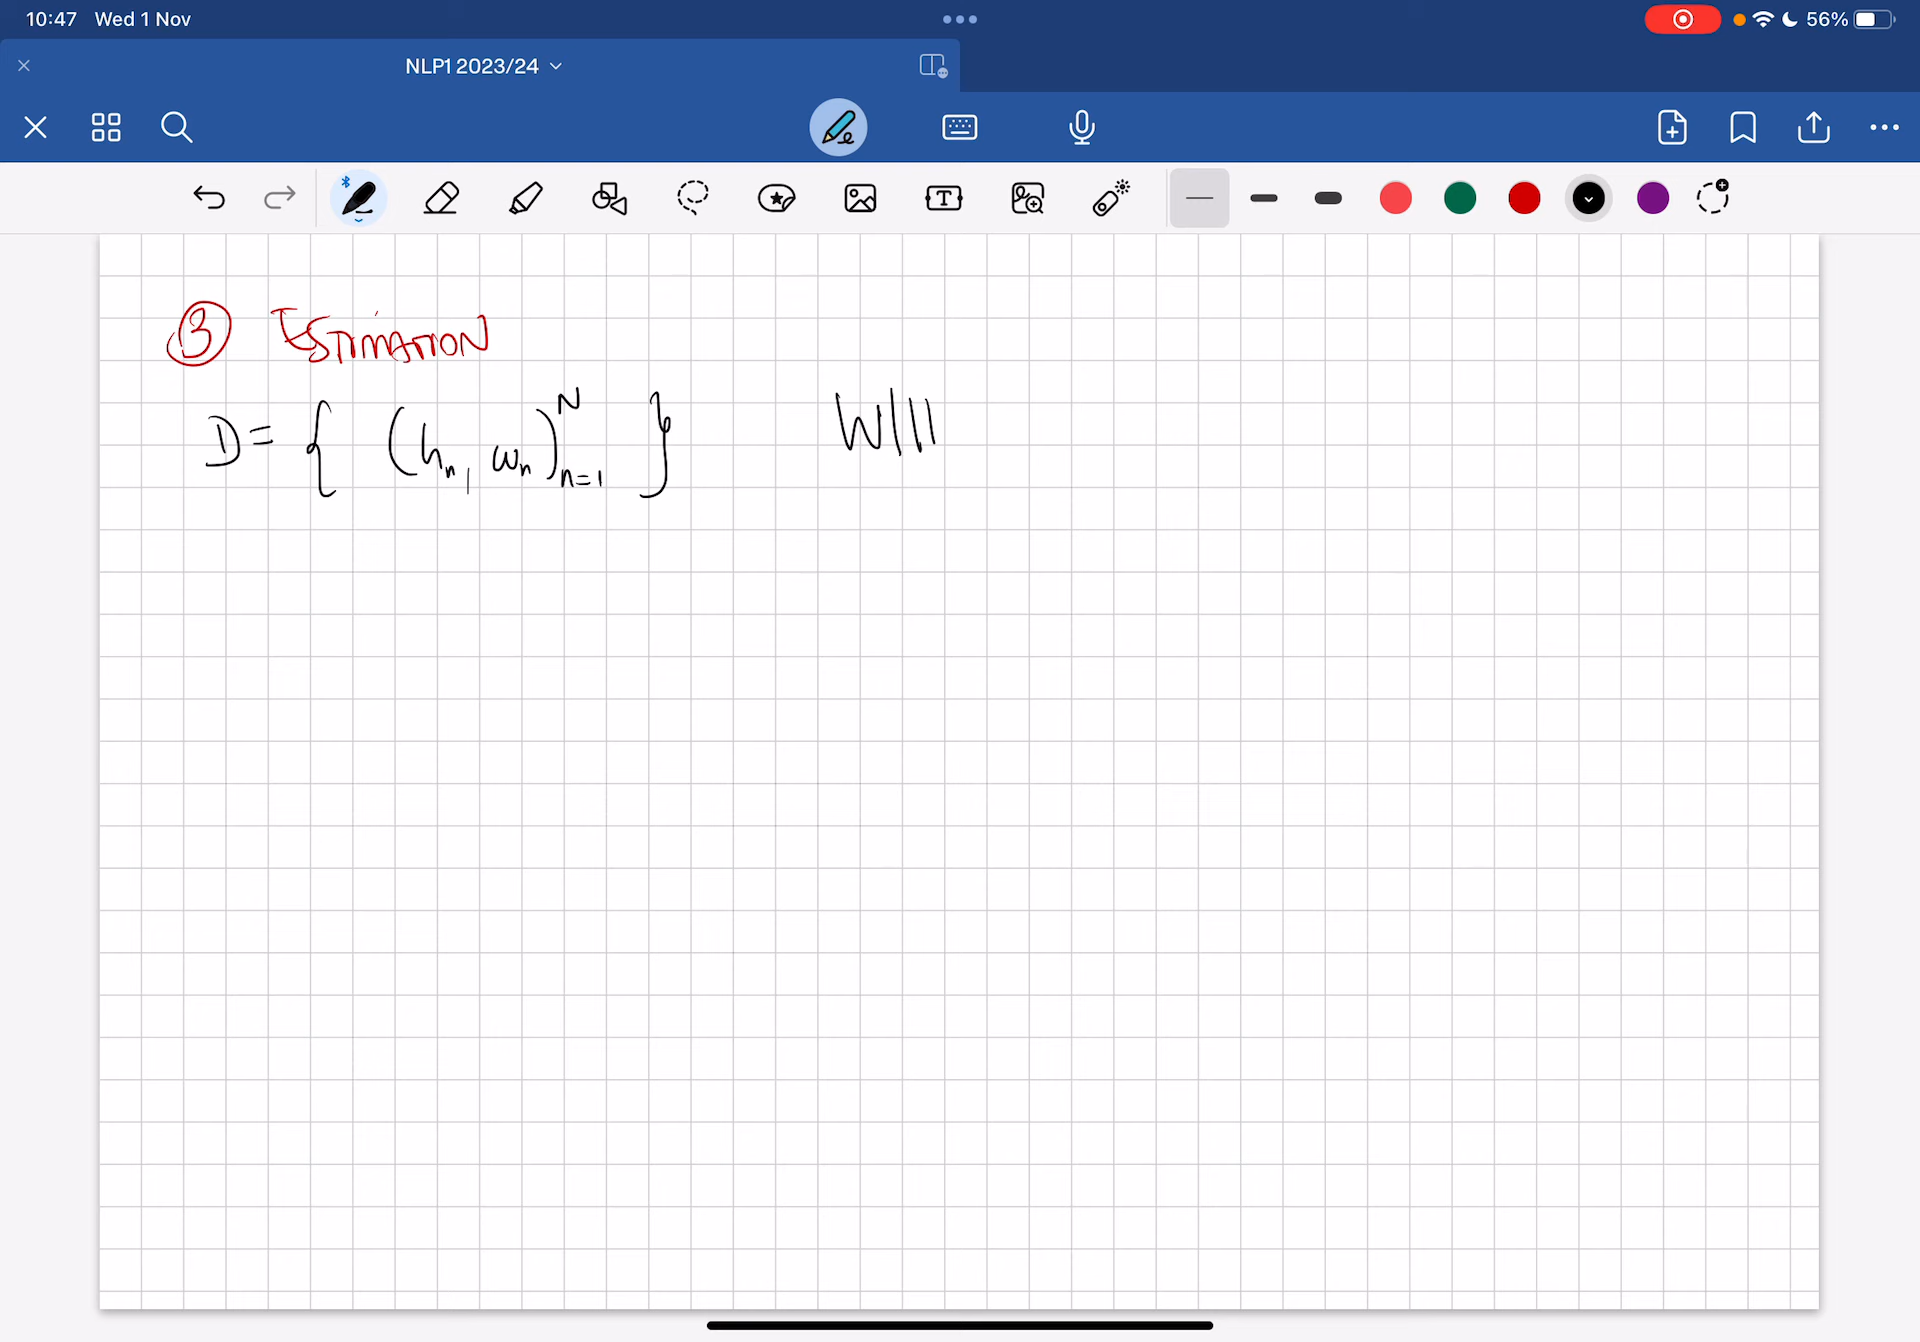 10:47 Wed 1 Nov 56%
NLP1 2023/24
③ ESTIMATION
D = { (hₙ, wₙ)ᴺₙ₌₁ } W|||